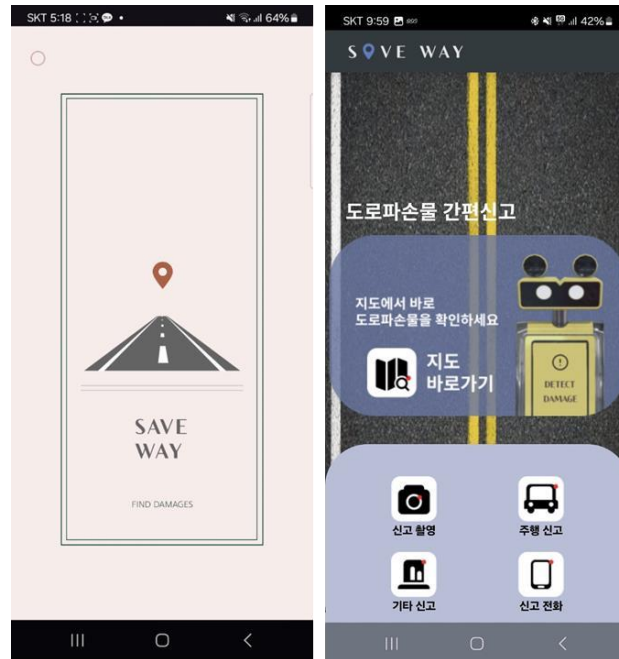 SKT 5:18
64%
SAVE
WAY
FIND DAMAGES
SKT 9:59
42%
S VE WAY
도로파손물 간편신고
지도에서 바로
도로파손물을 확인하세요
지도
바로가기
DETECT
DAMAGE
신고 촬영
주행 신고
기타 신고
신고 전화